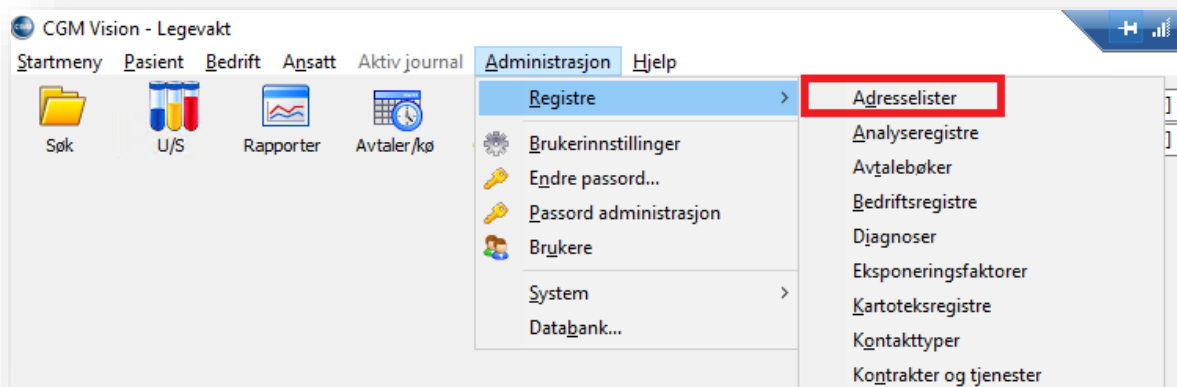 CGM
CGM Vision - Legevakt
Startmeny Pasient Bedrift Ansatt Aktiv journal Administrasjon Hjelp
Søk U/S Rapporter Avtaler/kø
Registre
Brukerinnstillinger
Endre passord...
Passord administrasjon
Brukere
System
Databank...
Adresselister
Analyseregistre
Avtalebøker
Bedriftsregistre
Diagnoser
Eksponeringsfaktorer
Kartoteksregistre
Kontakttyper
Kontrakter og tjenester
]
]